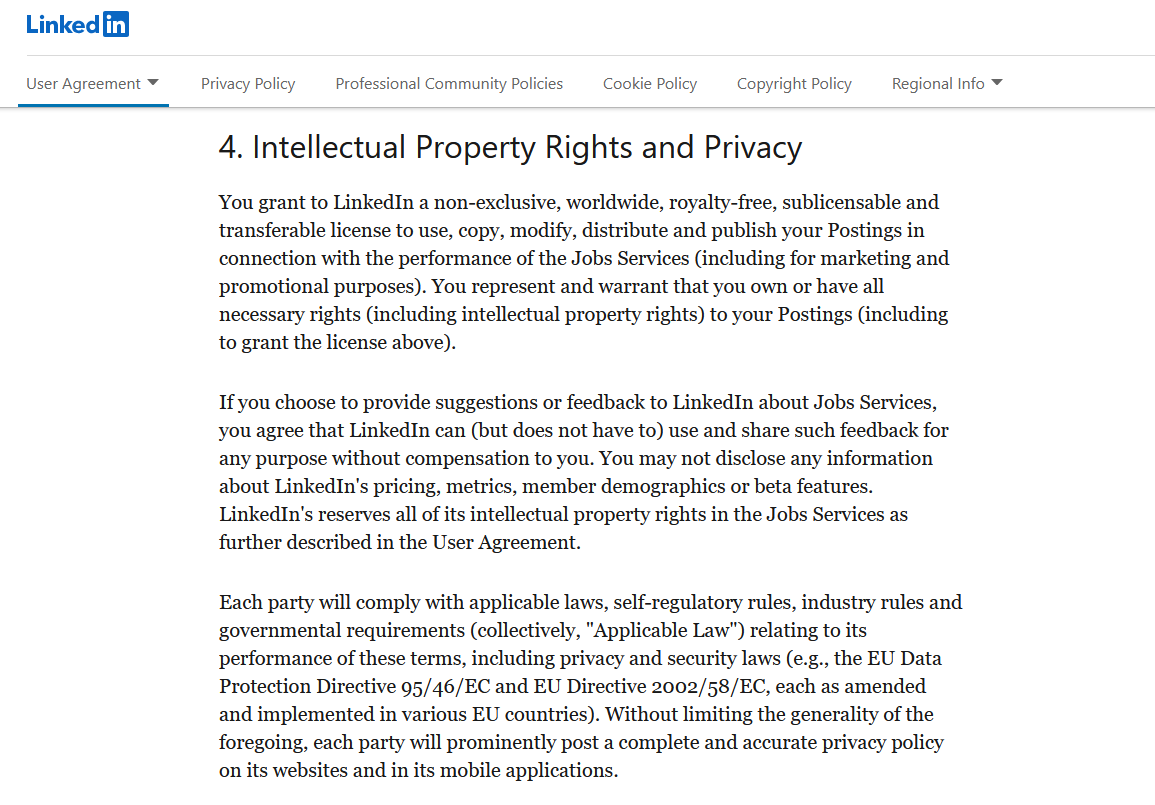 LinkedIn
User Agreement Privacy Policy Professional Community Policies Cookie Policy Copyright Policy Regional Info
4. Intellectual Property Rights and Privacy
You grant to LinkedIn a non-exclusive, worldwide, royalty-free, sublicensable and
transferable license to use, copy, modify, distribute and publish your Postings in
connection with the performance of the Jobs Services (including for marketing and
promotional purposes). You represent and warrant that you own or have all
necessary rights (including intellectual property rights) to your Postings (including
to grant the license above).
If you choose to provide suggestions or feedback to LinkedIn about Jobs Services,
you agree that LinkedIn can (but does not have to) use and share such feedback for
any purpose without compensation to you. You may not disclose any information
about LinkedIn's pricing, metrics, member demographics or beta features.
LinkedIn's reserves all of its intellectual property rights in the Jobs Services as
further described in the User Agreement.
Each party will comply with applicable laws, self-regulatory rules, industry rules and
governmental requirements (collectively, "Applicable Law") relating to its
performance of these terms, including privacy and security laws (e.g., the EU Data
Protection Directive 95/46/EC and EU Directive 2002/58/EC, each as amended
and implemented in various EU countries). Without limiting the generality of the
foregoing, each party will prominently post a complete and accurate privacy policy
on its websites and in its mobile applications.